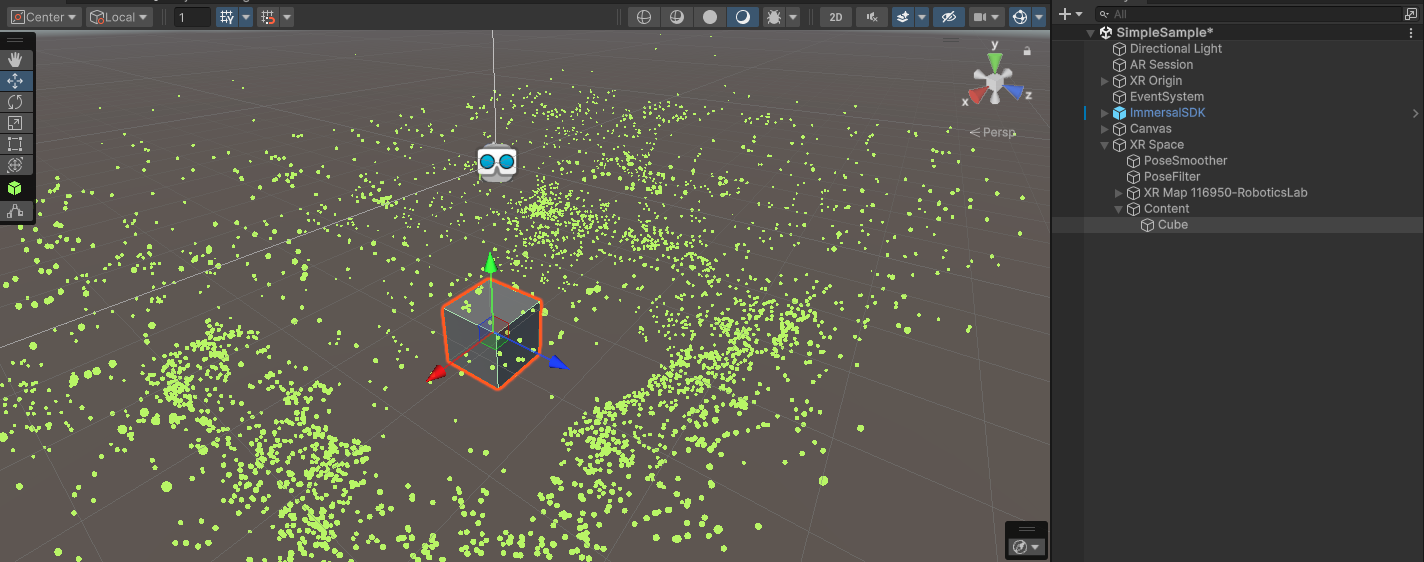 Center
Local
1
2D
All
y
x
z
Persp
SimpleSample*
Directional Light
AR Session
XR Origin
EventSystem
ImmersalSDK
Canvas
XR Space
PoseSmoother
PoseFilter
XR Map 116950-RoboticsLab
Content
Cube